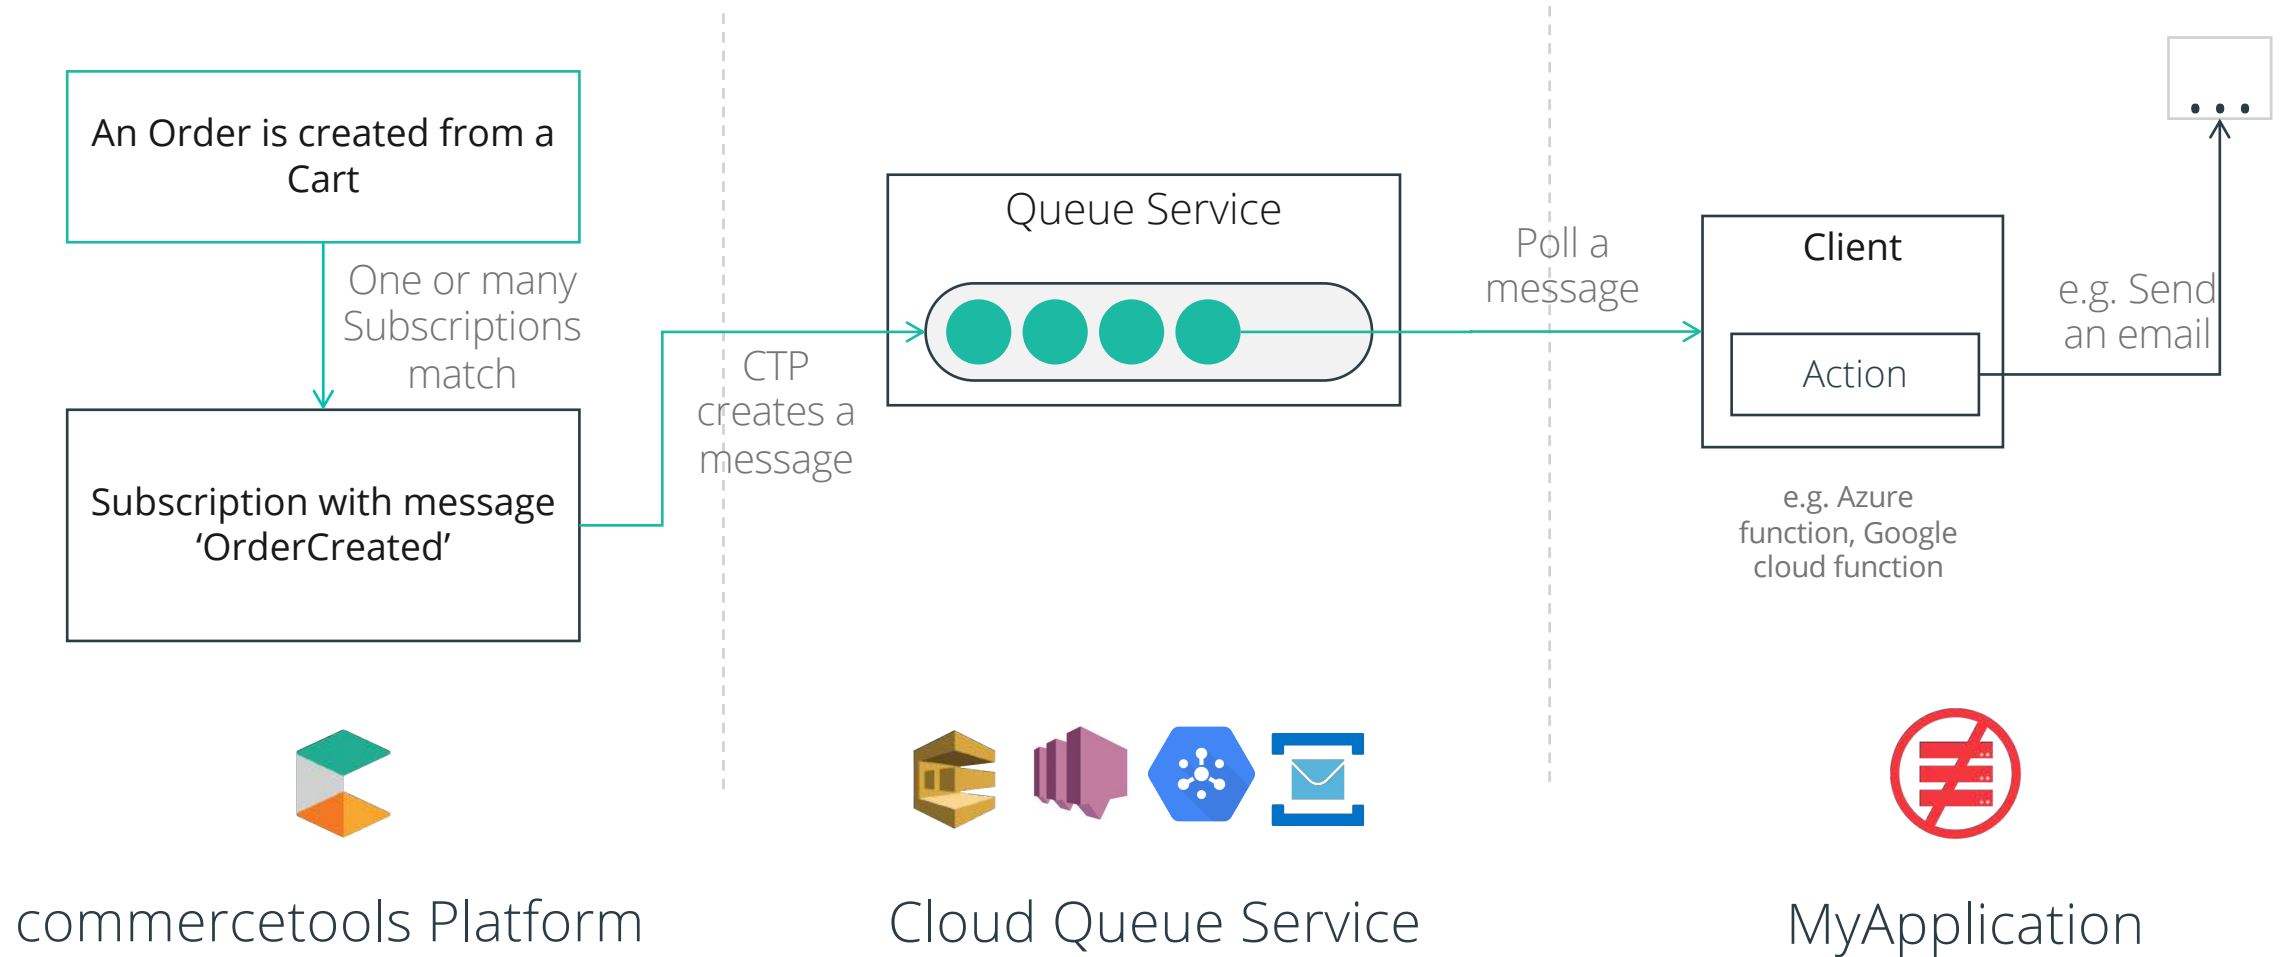 An Order is created from a
Cart
One or many
Subscriptions
match
Subscription with message
‘OrderCreated’
CTP
creates a
message
Queue Service
Poll a
message
Client
Action
e.g. Send
an email
...
e.g. Azure
function, Google
cloud function
commercetools Platform
Cloud Queue Service
MyApplication